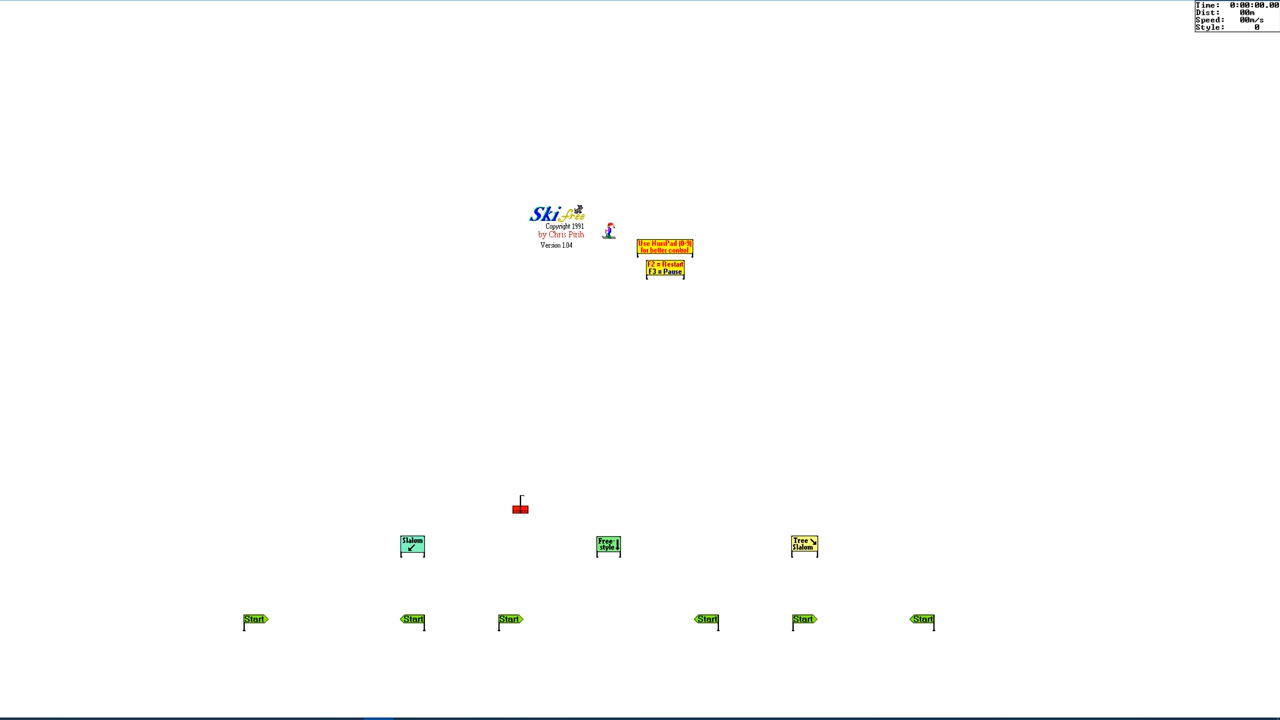 Time: 0:00:00.00
Dist: 00m
Speed: 00m/s
Style: 0
Ski free
Copyright 1991
by Chris Pirih
Version 1.04
Use NumPad (0-9)
for better control
F2 = Restart
F3 = Pause
Slalom
Free-
style
Tree
Slalom
Start
Start
Start
Start
Start
Start